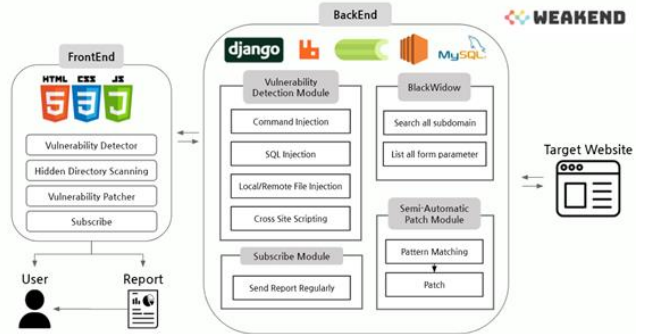 BackEnd
WEAKEND
FrontEnd
HTML CSS JS
5 3 J
django
MySQL
Vulnerability
Detection Module
Command Injection
SQL Injection
Local/Remote File Injection
Cross Site Scripting
BlackWidow
Search all subdomain
List all form parameter
Vulnerability Detector
Hidden Directory Scanning
Vulnerability Patcher
Subscribe
Target Website
Semi-Automatic
Patch Module
Pattern Matching
Patch
Subscribe Module
Send Report Regularly
User
Report